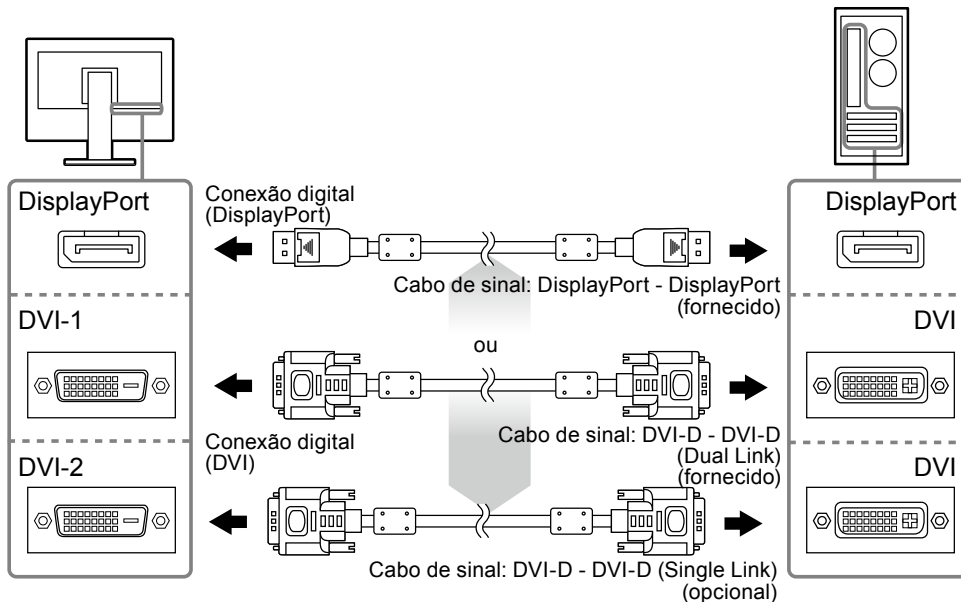 DisplayPort
Conexão digital
(DisplayPort)
DisplayPort
Cabo de sinal: DisplayPort - DisplayPort
(fornecido)
DVI-1
ou
DVI
Cabo de sinal: DVI-D - DVI-D
(Dual Link)
(fornecido)
Conexão digital
(DVI)
DVI-2
DVI
Cabo de sinal: DVI-D - DVI-D (Single Link)
(opcional)